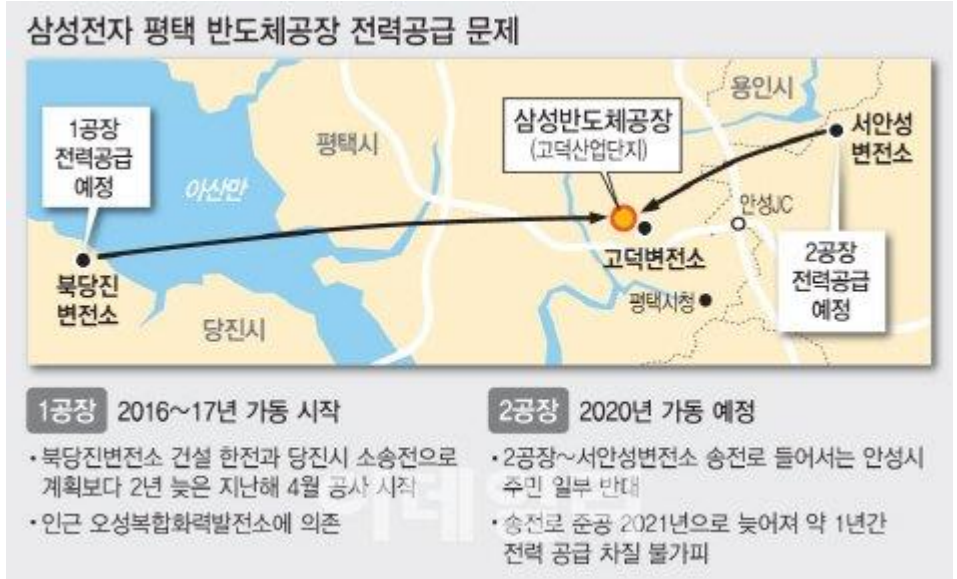 삼성전자 평택 반도체공장 전력공급 문제
용인시
1공장
전력공급
예정
평택시
삼성반도체공장
(고덕산업단지)
서안성
변전소
아산만
안성JC
북당진
변전소
고덕변전소
2공장
전력공급
예정
평택시청
당진시
1공장 2016~17년 가동 시작
· 북당진변전소 건설 한전과 당진시 소송전으로
계획보다 2년 늦은 지난해 4월 공사 시작
· 인근 오성복합화력발전소에 의존
2공장 2020년 가동 예정
· 2공장~서안성변전소 송전로 들어서는 안성시
주민 일부 반대
· 송전로 준공 2021년으로 늦어져 약 1년간
전력 공급 차질 불가피
이데일리